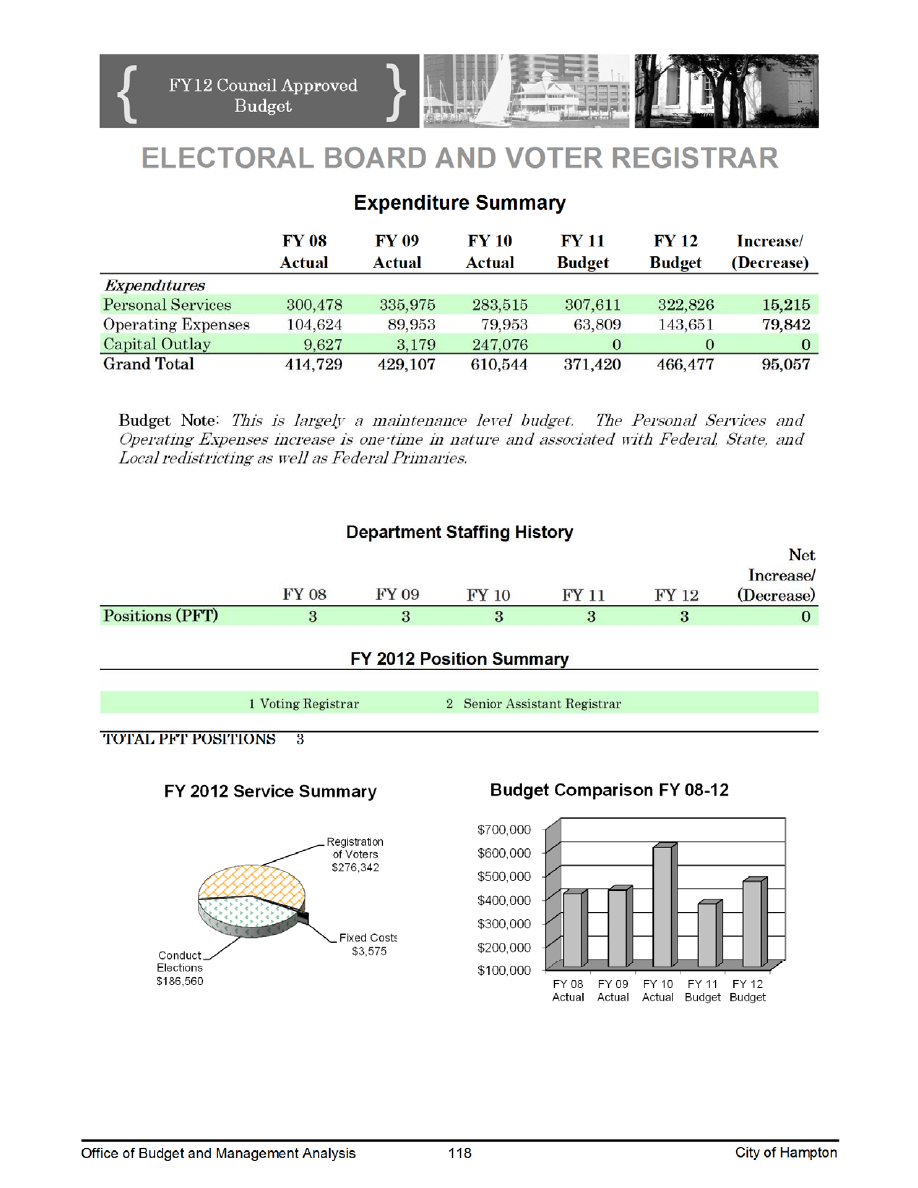 FY12 Council Approved
Budget
ELECTORAL BOARD AND VOTER REGISTRAR
Expenditure Summary
FY 08 FY 09 FY 10 FY 11 FY 12 Increase/
Actual Actual Actual Budget Budget (Decrease)
Expenditures
Personal Services 300,478 335,975 283,515 307,611 322,826 15,215
Operating Expenses 104,624 89,953 79,953 63,809 143,651 79,842
Capital Outlay 9,627 3,179 247,076 0 0 0
Grand Total 414,729 429,107 610,544 371,420 466,477 95,057
Budget Note: This is largely a maintenance level budget. The Personal Services and
Operating Expenses increase is one-time in nature and associated with Federal, State, and
Local redistricting as well as Federal Primaries.
Department Staffing History
Net
Increase/
FY 08 FY 09 FY 10 FY 11 FY 12 (Decrease)
Positions (PFT) 3 3 3 3 3 0
FY 2012 Position Summary
1 Voting Registrar 2 Senior Assistant Registrar
TOTAL PFT POSITIONS 3
FY 2012 Service Summary
Registration
of Voters
$276,342
Fixed Costs
$3,575
Conduct
Elections
$186,560
Budget Comparison FY 08-12
$700,000
$600,000
$500,000
$400,000
$300,000
$200,000
$100,000
FY 08 FY 09 FY 10 FY 11 FY 12
Actual Actual Actual Budget Budget
Office of Budget and Management Analysis 118 City of Hampton